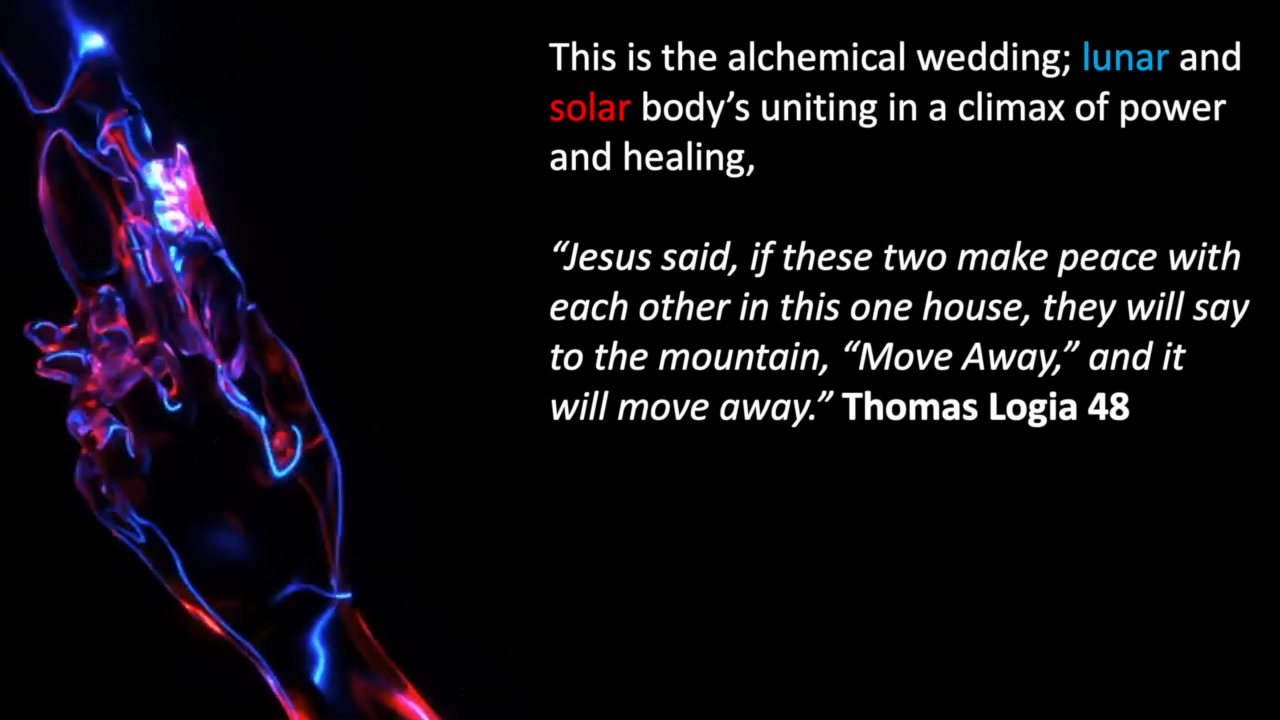 This is the alchemical wedding; lunar and
solar body’s uniting in a climax of power
and healing,
“Jesus said, if these two make peace with
each other in this one house, they will say
to the mountain, “Move Away,” and it
will move away.” Thomas Logia 48